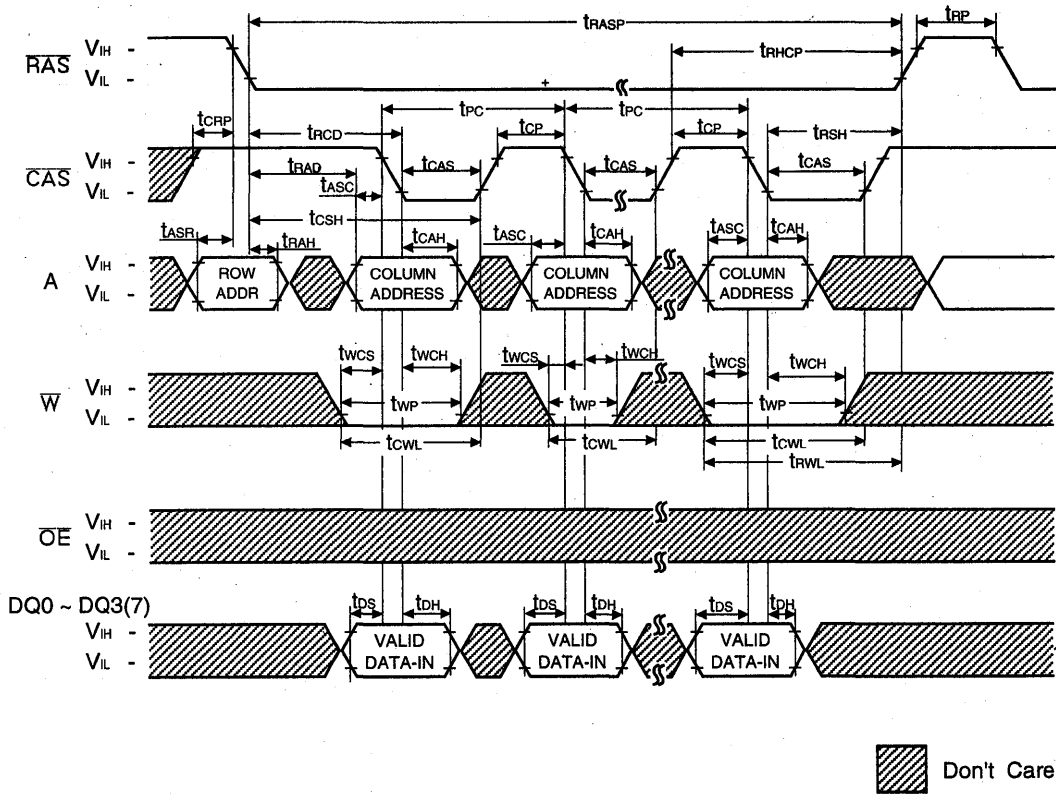 tRASP
tRP
RAS
VIH -
VIL -
tRHCP
tCRP
tRCD
tPC
tPC
tCP
tCP
tRSH
CAS
VIH -
VIL -
tRAD
tCAS
tCAS
tCAS
tASC
tCSH
tASR
tRAH
tCAH
tASC
tCAH
tASC
tCAH
A
VIH -
VIL -
ROW
ADDR
COLUMN
ADDRESS
COLUMN
ADDRESS
COLUMN
ADDRESS
tWCS
tWCH
tWCS
tWCH
tWCS
tWCH
W
VIH -
VIL -
tWP
tWP
tWP
tCWL
tCWL
tCWL
tRWL
OE
VIH -
VIL -
DQ0 ~ DQ3(7)
VIH -
VIL -
tDS
tDH
tDS
tDH
tDS
tDH
VALID
DATA-IN
VALID
DATA-IN
VALID
DATA-IN
Don't Care